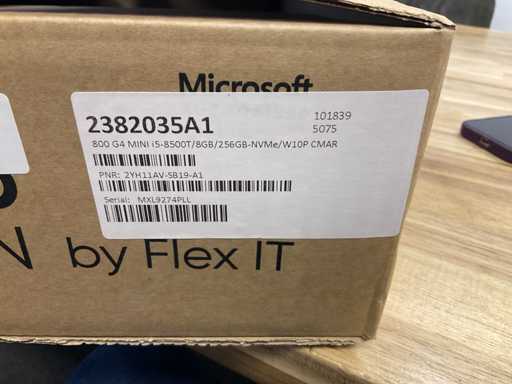 Microsoft
2382035A1
101839
5075
800 G4 MINI i5-8500T/8GB/256GB-NVMe/W10P CMAR
PNR: 2YH11AV-SB19-A1
Serial: MXL9274PLL
N by Flex IT